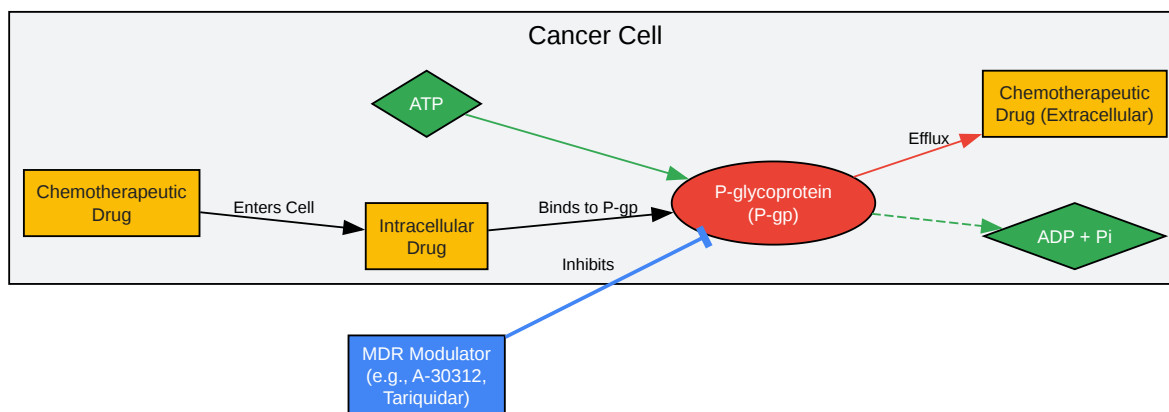 Cancer Cell
ATP
Chemotherapeutic
Drug (Extracellular)
Efflux
Chemotherapeutic
Drug
Enters Cell
Intracellular
Drug
Binds to P-gp
P-glycoprotein
(P-gp)
ADP + Pi
Inhibits
MDR Modulator
(e.g., A-30312,
Tariquidar)